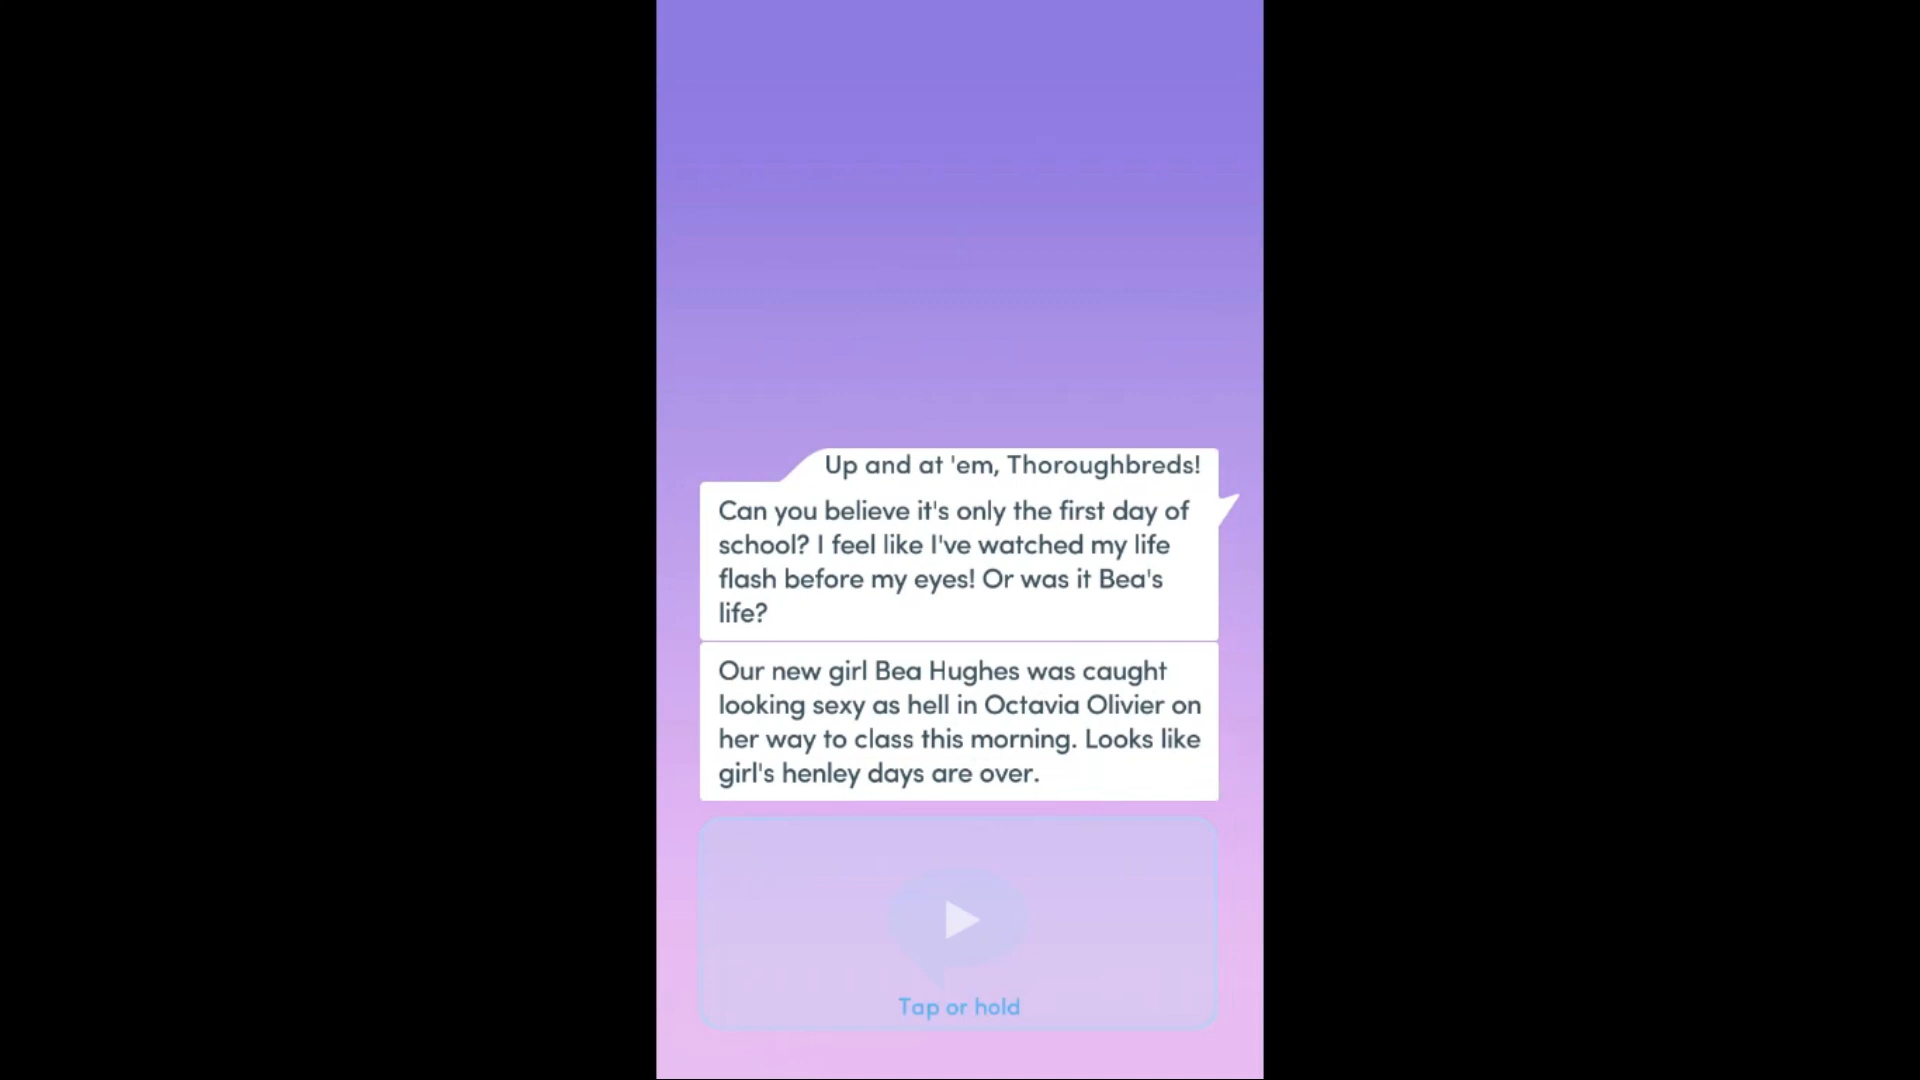 Up and at 'em, Thoroughbreds!
Can you believe it's only the first day of
school? I feel like I've watched my life
flash before my eyes! Or was it Bea's
life?
Our new girl Bea Hughes was caught
looking sexy as hell in Octavia Olivier on
her way to class this morning. Looks like
girl's henley days are over.
Tap or hold